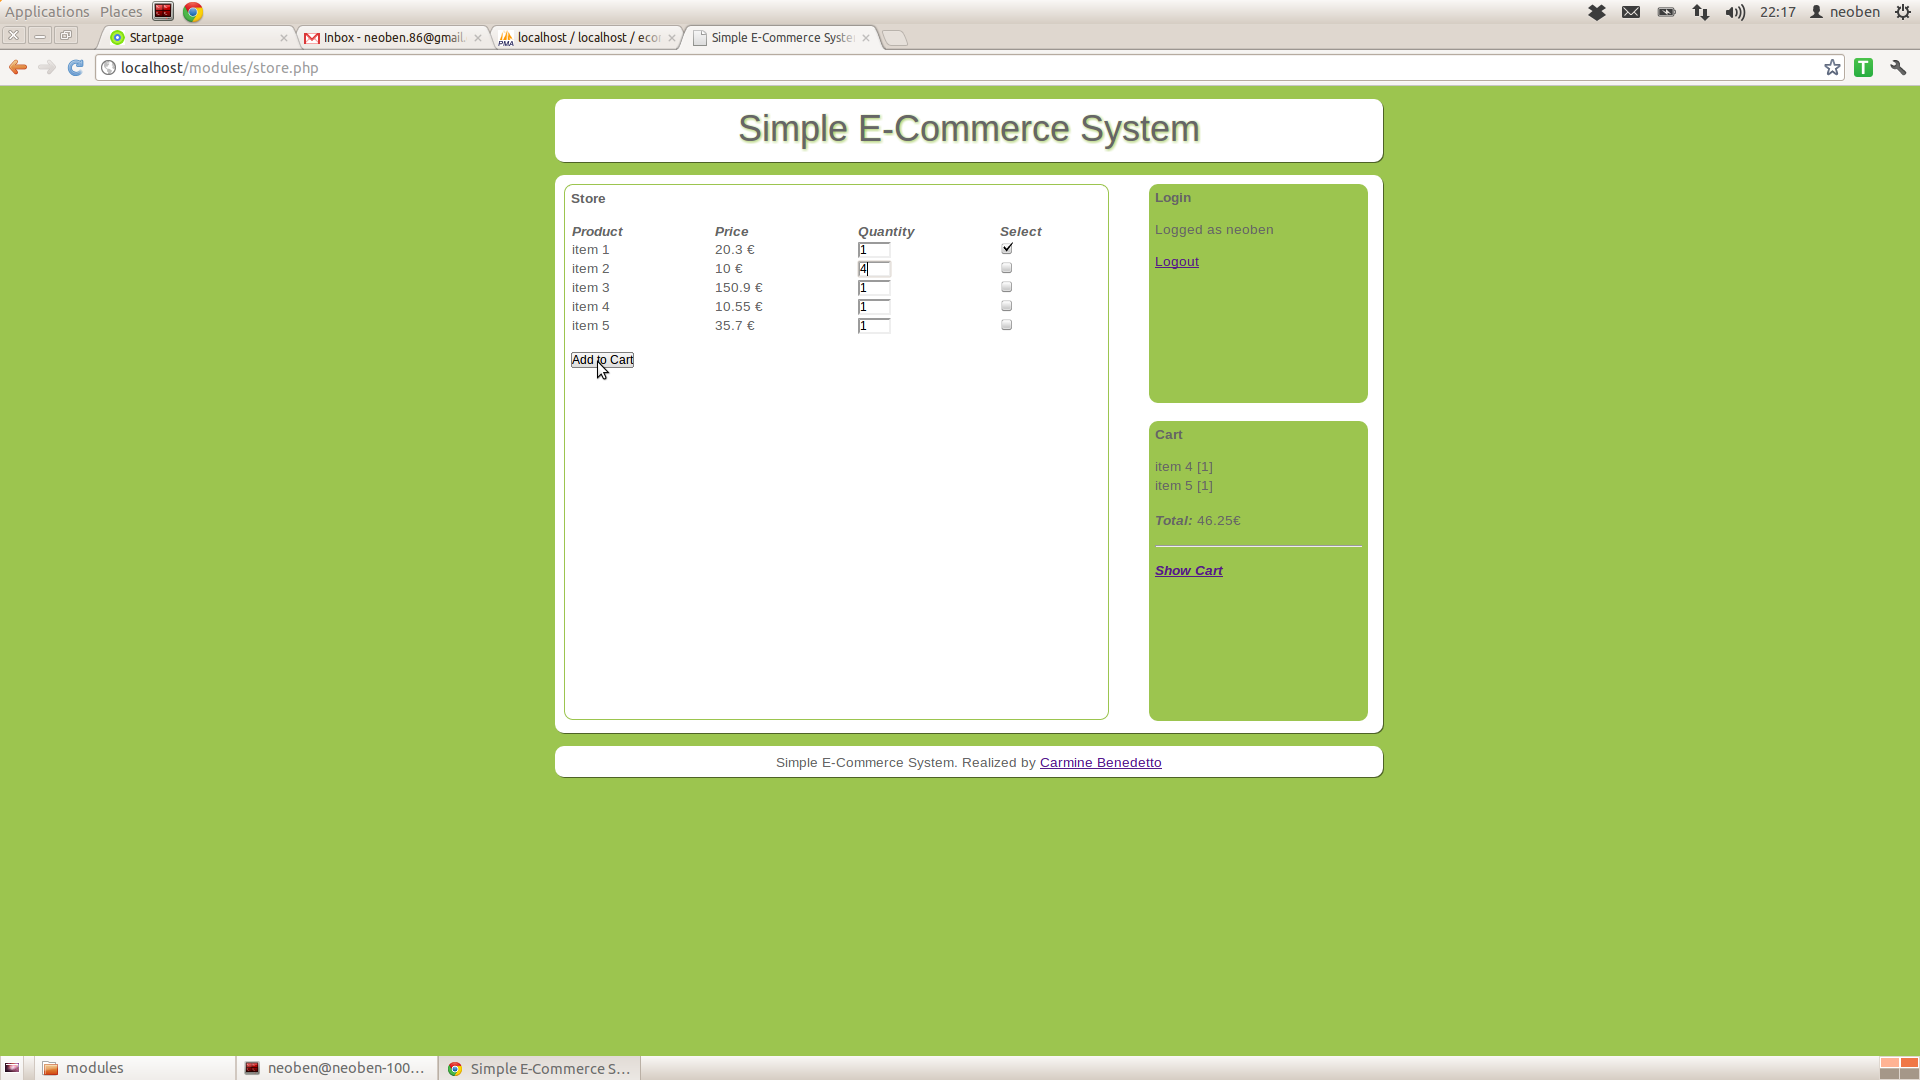 Applications Places 22:17 neoben
Startpage Inbox - neoben.86@gmail. localhost / localhost / eco Simple E-Commerce Syste
localhost/modules/store.php
Simple E-Commerce System
Store
Product Price Quantity Select
item 1 20.3 € 1
item 2 10 € 4
item 3 150.9 € 1
item 4 10.55 € 1
item 5 35.7 € 1
Add to Cart
Login
Logged as neoben
Logout
Cart
item 4 [1]
item 5 [1]
Total: 46.25€
Show Cart
Simple E-Commerce System. Realized by Carmine Benedetto
modules neoben@neoben-100... Simple E-Commerce S...